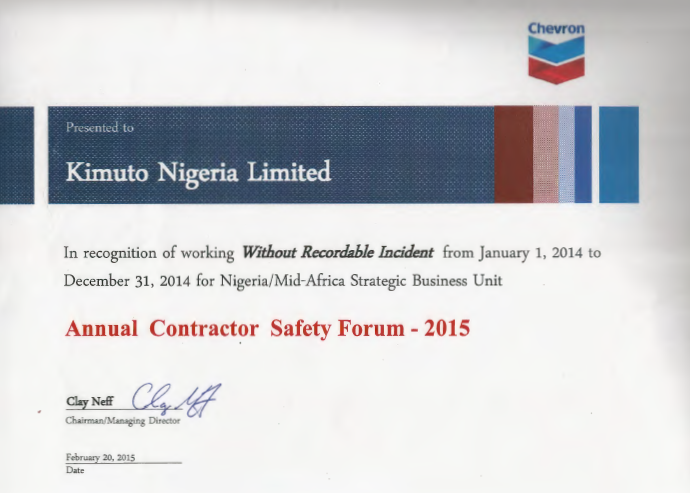 Chevron
Presented to
Kimuto Nigeria Limited
In recognition of working Without Recordable Incident from January 1, 2014 to
December 31, 2014 for Nigeria/Mid-Africa Strategic Business Unit
Annual Contractor Safety Forum - 2015
Clay Neff Clay Neff
Chairman/Managing Director
February 20, 2015
Date